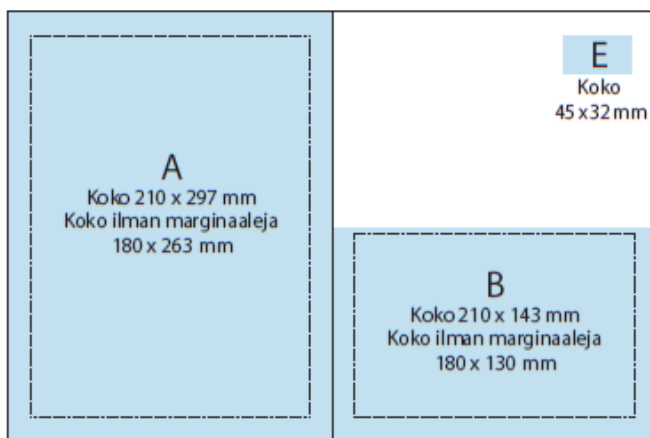 A
Koko 210 x 297 mm
Koko ilman marginaaleja
180 x 263 mm
E
Koko
45 x 32 mm
B
Koko 210 x 143 mm
Koko ilman marginaaleja
180 x 130 mm